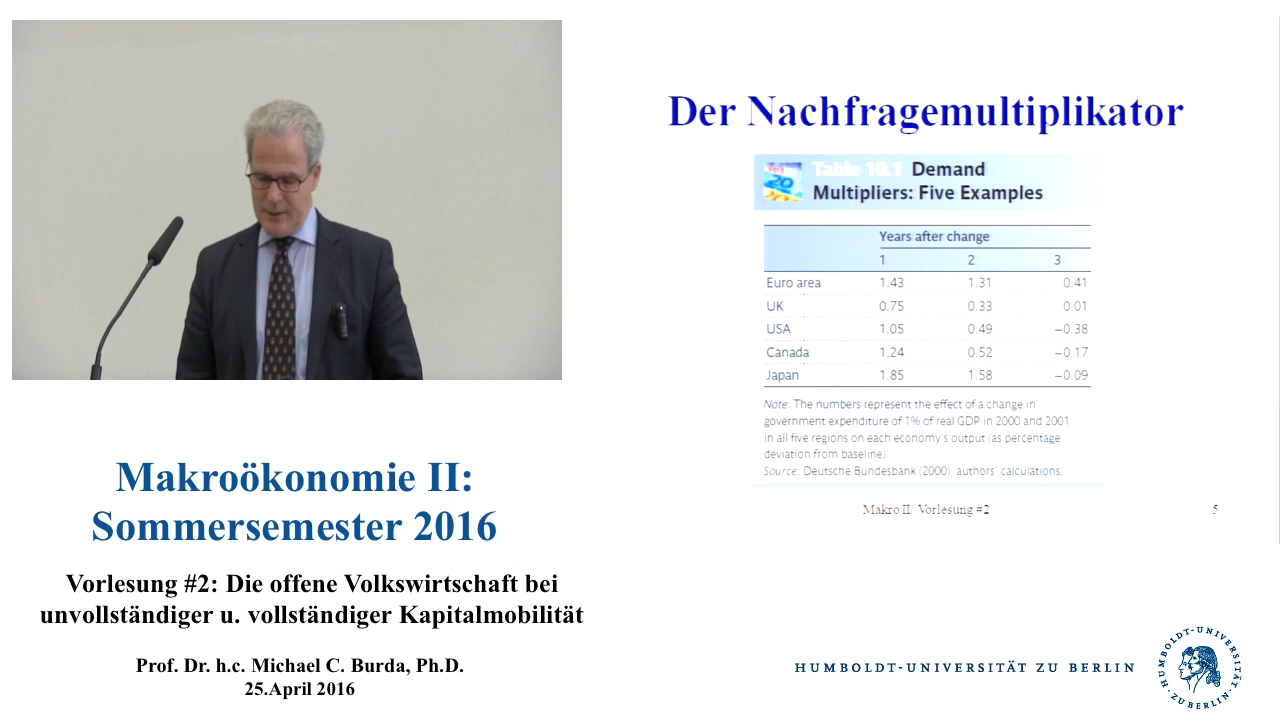 Der Nachfragemultiplikator
Table 10.1 Demand
Multipliers: Five Examples
Years after change
1 2 3
Euro area 1.43 1.31 0.41
UK 0.75 0.33 0.01
USA 1.05 0.49 −0.38
Canada 1.24 0.52 −0.17
Japan 1.85 1.58 −0.09
Note: The numbers represent the effect of a change in
government expenditure of 1% of real GDP in 2000 and 2001
in all five regions on each economy's output (as percentage
deviation from baseline).
Source: Deutsche Bundesbank (2000), authors' calculations.
Makro II/ Vorlesung #2 5
Makroökonomie II:
Sommersemester 2016
Vorlesung #2: Die offene Volkswirtschaft bei
unvollständiger u. vollständiger Kapitalmobilität
Prof. Dr. h.c. Michael C. Burda, Ph.D.
25.April 2016
HUMBOLDT-UNIVERSITÄT ZU BERLIN
HUMBOLDT-UNIVERSITÄT ZU BERLIN